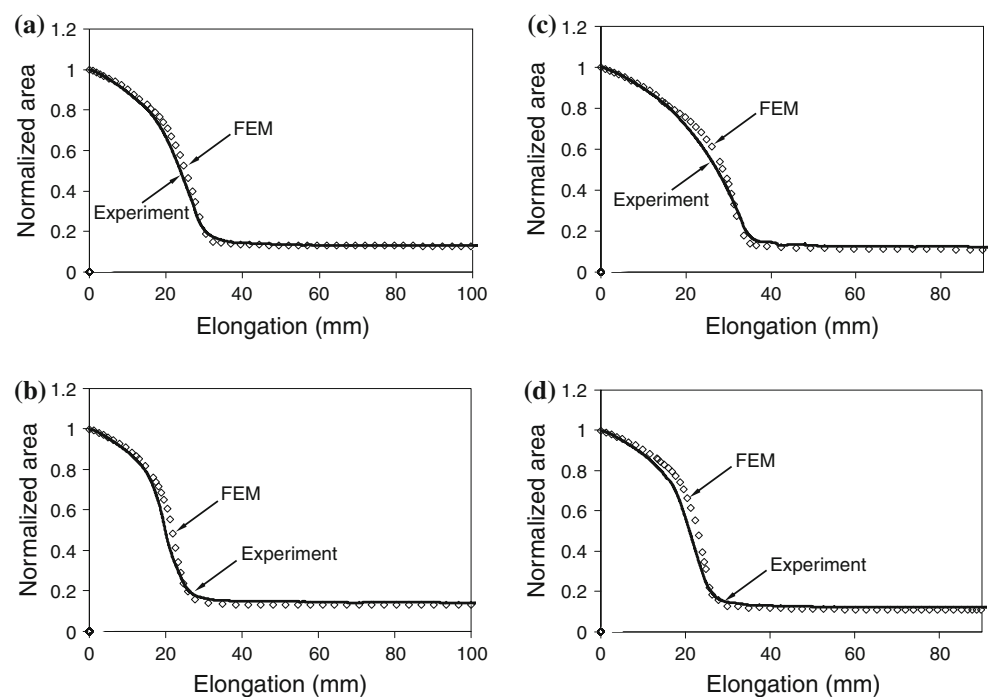 (a)
1.2
1
0.8
0.6
0.4
0.2
0
Normalized area
FEM
Experiment
0 20 40 60 80 100
Elongation (mm)
(c)
1.2
1
0.8
0.6
0.4
0.2
0
Normalized area
FEM
Experiment
0 20 40 60 80
Elongation (mm)
(b)
1.2
1
0.8
0.6
0.4
0.2
0
Normalized area
FEM
Experiment
0 20 40 60 80 100
Elongation (mm)
(d)
1.2
1
0.8
0.6
0.4
0.2
0
Normalized area
FEM
Experiment
0 20 40 60 80
Elongation (mm)